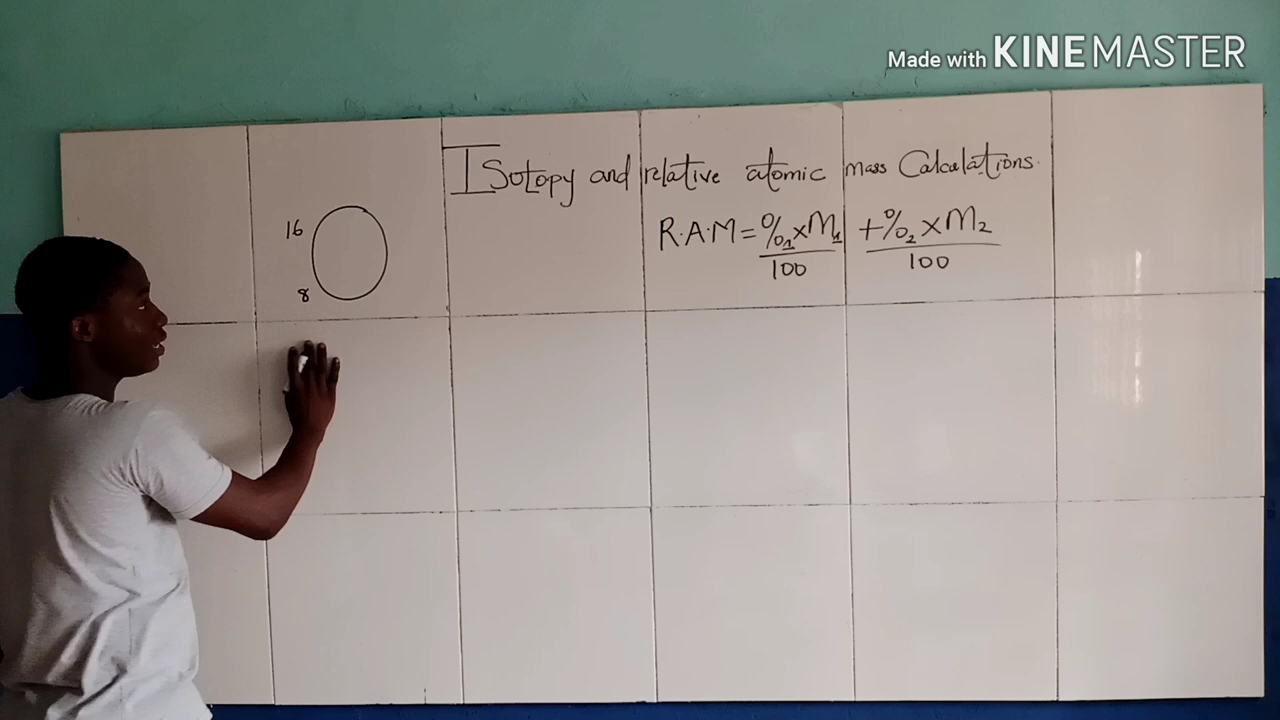 Made with KINEMASTER
Isotopy and relative atomic mass Calculations.
16
8
R.A.M = %₁ x M₁ + %₂ x M₂
100 100